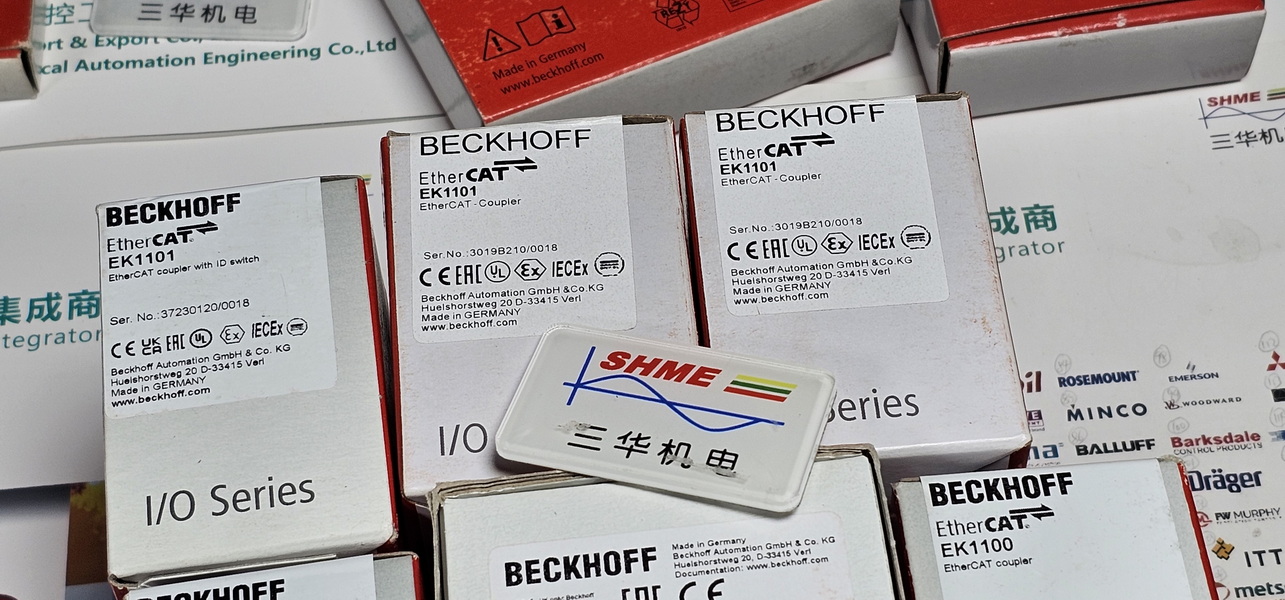 三华机电
ort & Export Co.,
cal Automation Engineering Co.,Ltd
Made in Germany
www.beckhoff.com
SHME
三华机
BECKHOFF
EtherCAT
EK1101
EtherCAT coupler with ID switch
Ser. No.:37230120/0018
CE UKCA EAC UL Ex IECEx
Beckhoff Automation GmbH & Co. KG
Huelshorstweg 20 D-33415 Verl
Made in GERMANY
www.beckhoff.com
I/O Series
BECKHOFF
EtherCAT
EK1101
EtherCAT-Coupler
Ser.No.:3019B210/0018
CE EAC UL Ex IECEx
Beckhoff Automation GmbH &Co.KG
Huelshorstweg 20 D-33415 Verl
Made in GERMANY
www.beckhoff.com
I/O
BECKHOFF
EtherCAT
EK1101
EtherCAT-Coupler
Ser.No.:3019B210/0018
CE EAC UL Ex IECEx
Beckhoff Automation GmbH &Co.KG
Huelshorstweg 20 D-33415 Verl
Made in GERMANY
www.beckhoff.com
eries
集成商
tegrator
成商
grator
SHME
三华机电
ROSEMOUNT
EMERSON
MINCO
WOODWARD
BALLUFF
Barksdale
CONTROL PRODUCTS
Dräger
FW MURPHY
ITT
mets
BECKHOFF
BECKHOFF
Made in Germany
Beckhoff Automation GmbH & Co. KG
Huelshorstweg 20, D-33415 Verl
Documentation: www.beckhoff.com
CE
BECKHOFF
EtherCAT
EK1100
EtherCAT coupler